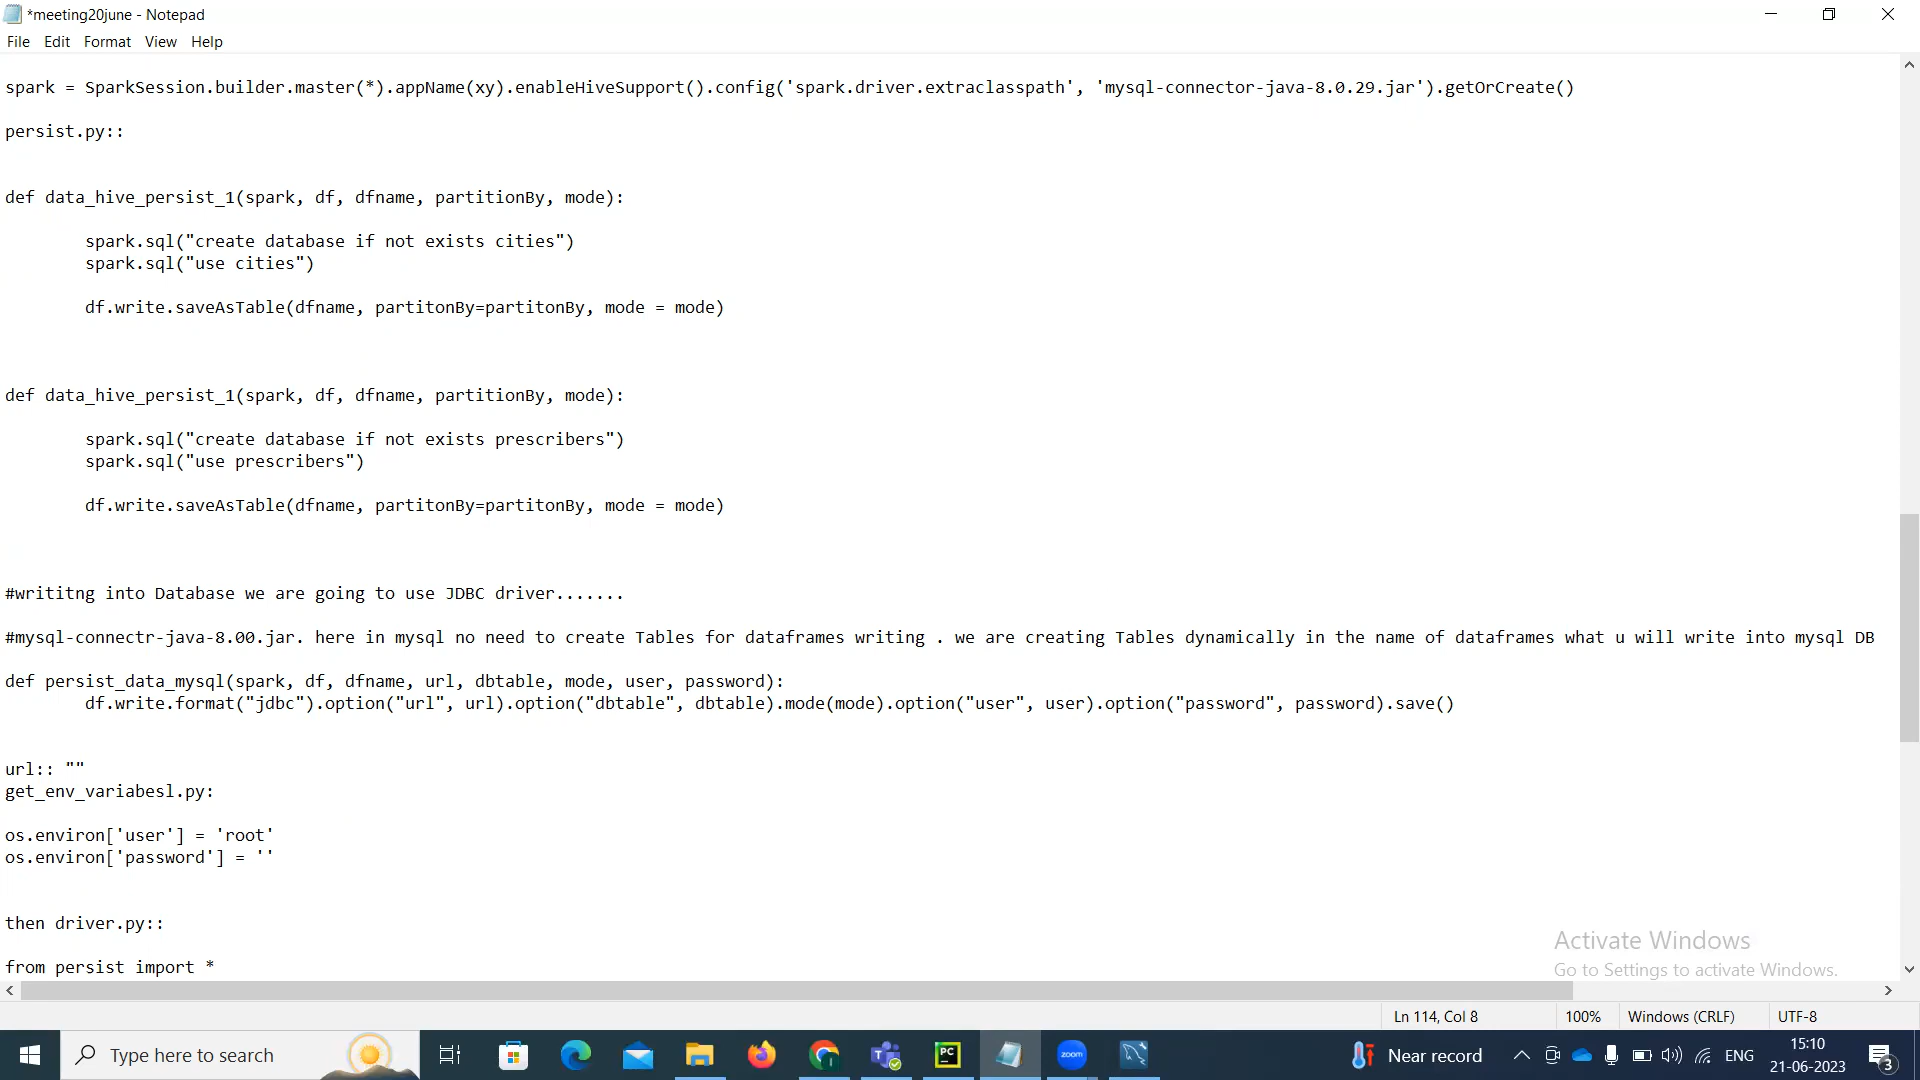 *meeting20june - Notepad
File Edit Format View Help
spark = SparkSession.builder.master(*).appName(xy).enableHiveSupport().config('spark.driver.extraclasspath', 'mysql-connector-java-8.0.29.jar').getOrCreate()
persist.py::
def data_hive_persist_1(spark, df, dfname, partitionBy, mode):
spark.sql("create database if not exists cities")
spark.sql("use cities")
df.write.saveAsTable(dfname, partitonBy=partitonBy, mode = mode)
def data_hive_persist_1(spark, df, dfname, partitionBy, mode):
spark.sql("create database if not exists prescribers")
spark.sql("use prescribers")
df.write.saveAsTable(dfname, partitonBy=partitonBy, mode = mode)
#writitng into Database we are going to use JDBC driver.......
#mysql-connectr-java-8.00.jar. here in mysql no need to create Tables for dataframes writing . we are creating Tables dynamically in the name of dataframes what u will write into mysql DB
def persist_data_mysql(spark, df, dfname, url, dbtable, mode, user, password):
df.write.format("jdbc").option("url", url).option("dbtable", dbtable).mode(mode).option("user", user).option("password", password).save()
url:: ""
get_env_variabesl.py:
os.environ['user'] = 'root'
os.environ['password'] = ''
then driver.py::
from persist import *
Activate Windows
Go to Settings to activate Windows.
Ln 114, Col 8 100% Windows (CRLF) UTF-8
Type here to search PC zoom Near record ENG 15:10
21-06-2023 3